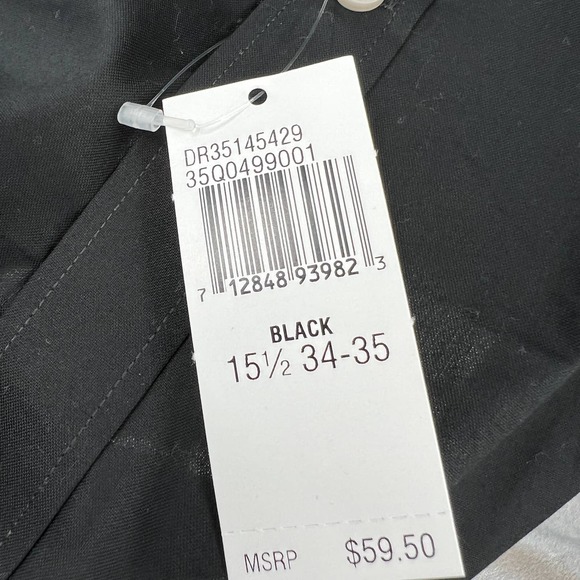 DR35145429
35Q0499001
7 12848 93982 3
BLACK
15½ 34-35
MSRP $59.50